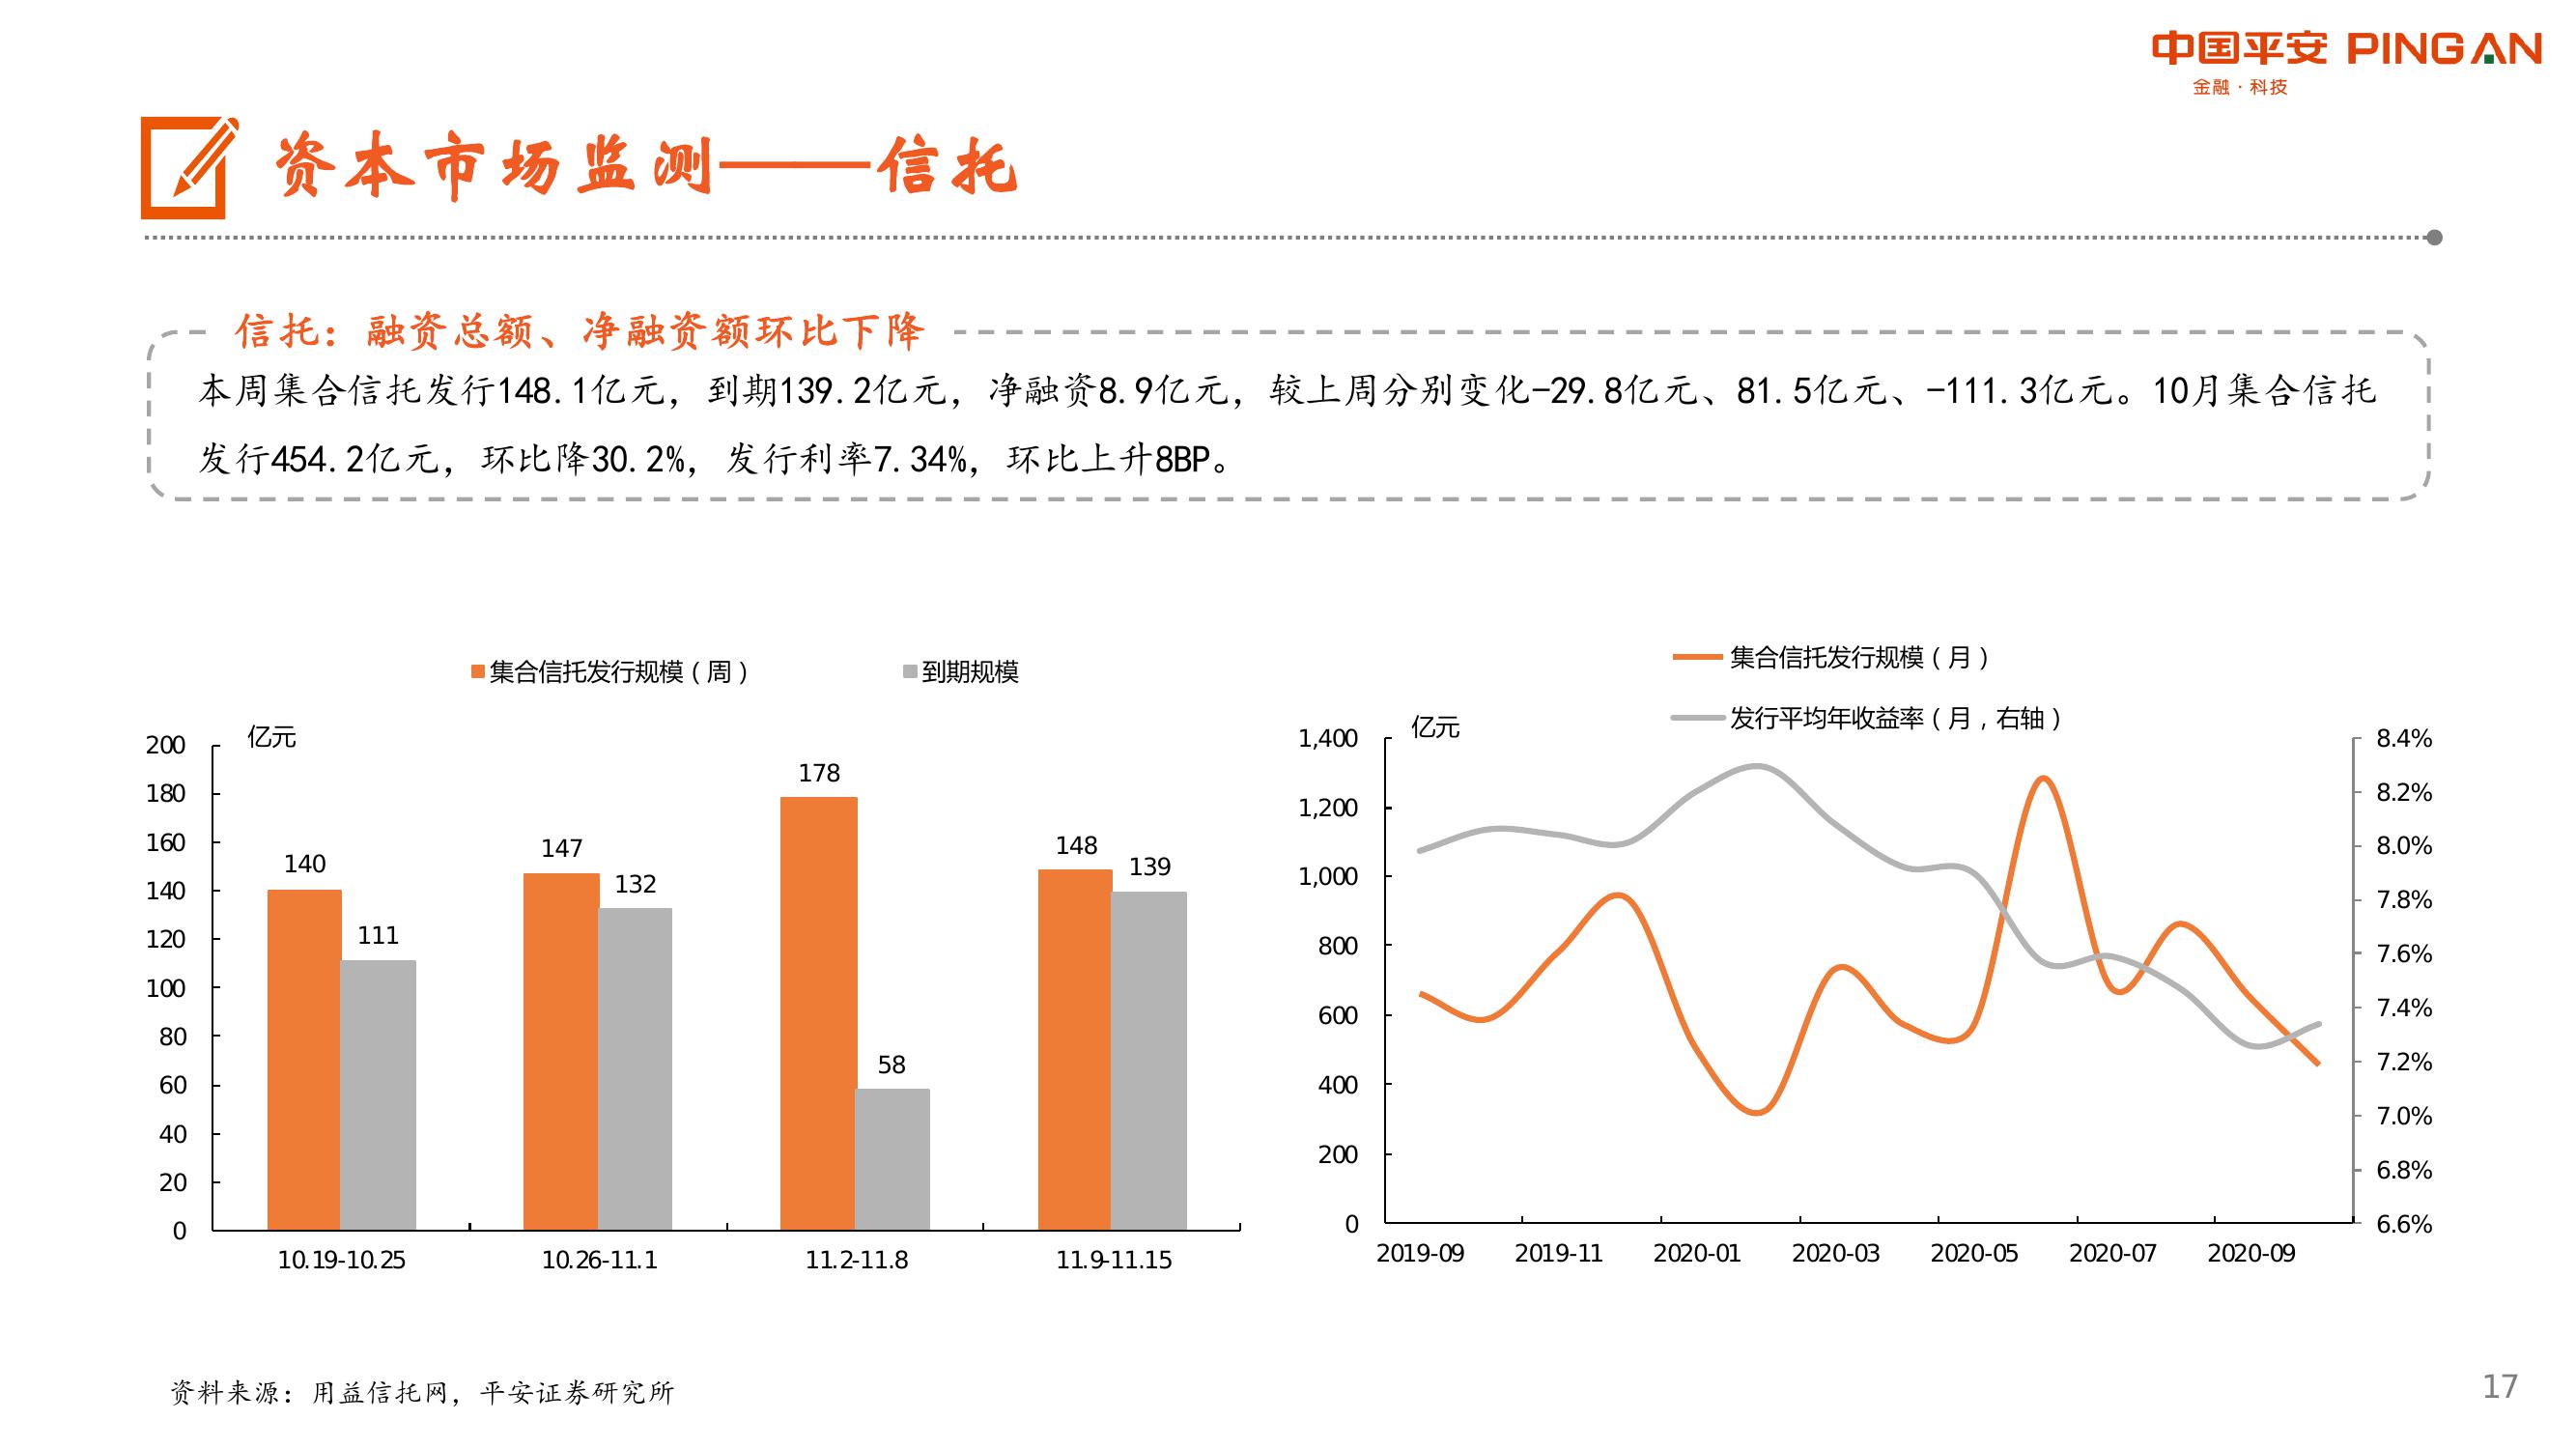 中国平安 PINGAN
金融·科技
资本市场监测——信托
信托：融资总额、净融资额环比下降
本周集合信托发行148.1亿元，到期139.2亿元，净融资8.9亿元，较上周分别变化-29.8亿元、81.5亿元、-111.3亿元。10月集合信托
发行454.2亿元，环比降30.2%，发行利率7.34%，环比上升8BP。
集合信托发行规模（周） 到期规模
亿元
200
180
160
140
120
100
80
60
40
20
0
140 111 147 132 178 58 148 139
10.19-10.25 10.26-11.1 11.2-11.8 11.9-11.15
集合信托发行规模（月）
发行平均年收益率（月，右轴）
亿元
1,400
1,200
1,000
800
600
400
200
0
8.4%
8.2%
8.0%
7.8%
7.6%
7.4%
7.2%
7.0%
6.8%
6.6%
2019-09 2019-11 2020-01 2020-03 2020-05 2020-07 2020-09
资料来源：用益信托网，平安证券研究所
17